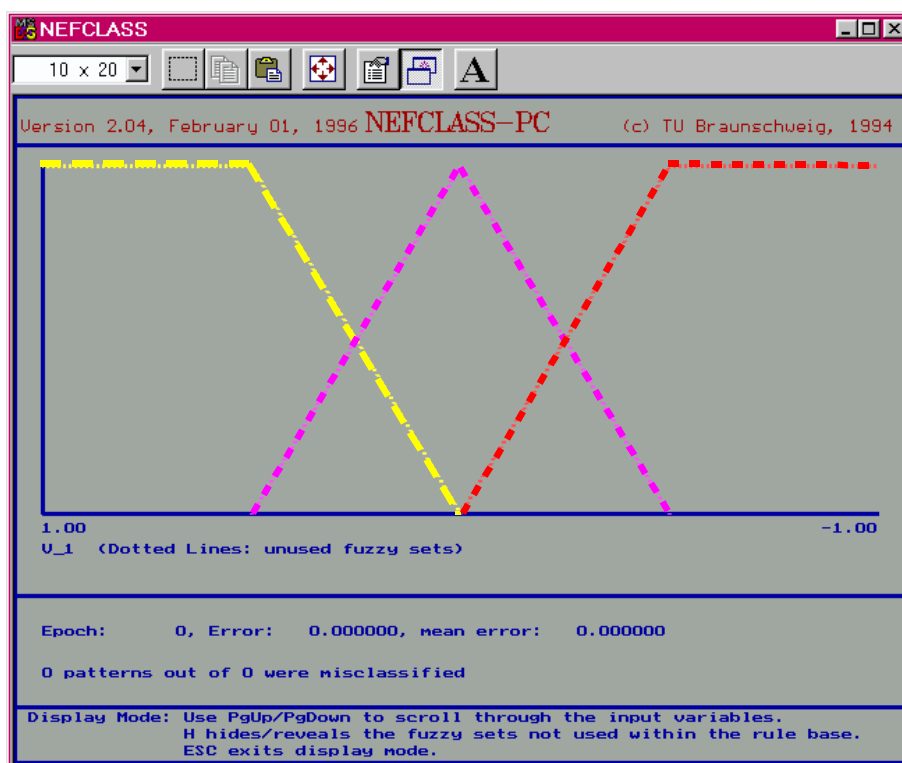 NEFCLASS
10 x 20
A
Version 2.04, February 01, 1996 NEFCLASS-PC (c) TU Braunschweig, 1994
1.00 -1.00
V_1 (Dotted Lines: unused fuzzy sets)
Epoch: 0, Error: 0.000000, mean error: 0.000000
0 patterns out of 0 were misclassified
Display Mode: Use PgUp/PgDown to scroll through the input variables.
H hides/reveals the fuzzy sets not used within the rule base.
ESC exits display mode.